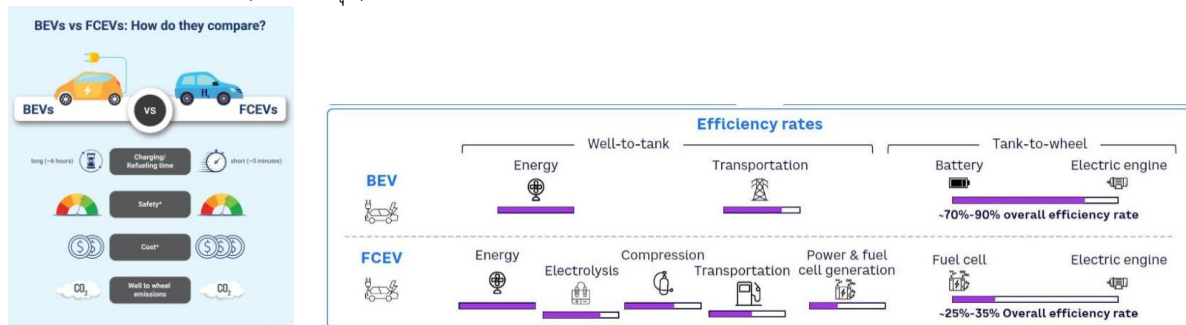 BEVs vs FCEVs: How do they compare?
H₂
BEVs
VS
FCEVs
long (~6 hours)
Charging/
Refueling time
short (~5 minutes)
Safety*
Cost*
CO₂
Well to wheel
emissions
CO₂
Efficiency rates
Well-to-tank
Tank-to-wheel
BEV
Energy
Transportation
Battery
Electric engine
~70%-90% overall efficiency rate
FCEV
Energy
Electrolysis
Compression
Transportation
Power & fuel
cell generation
Fuel cell
Electric engine
~25%-35% Overall efficiency rate